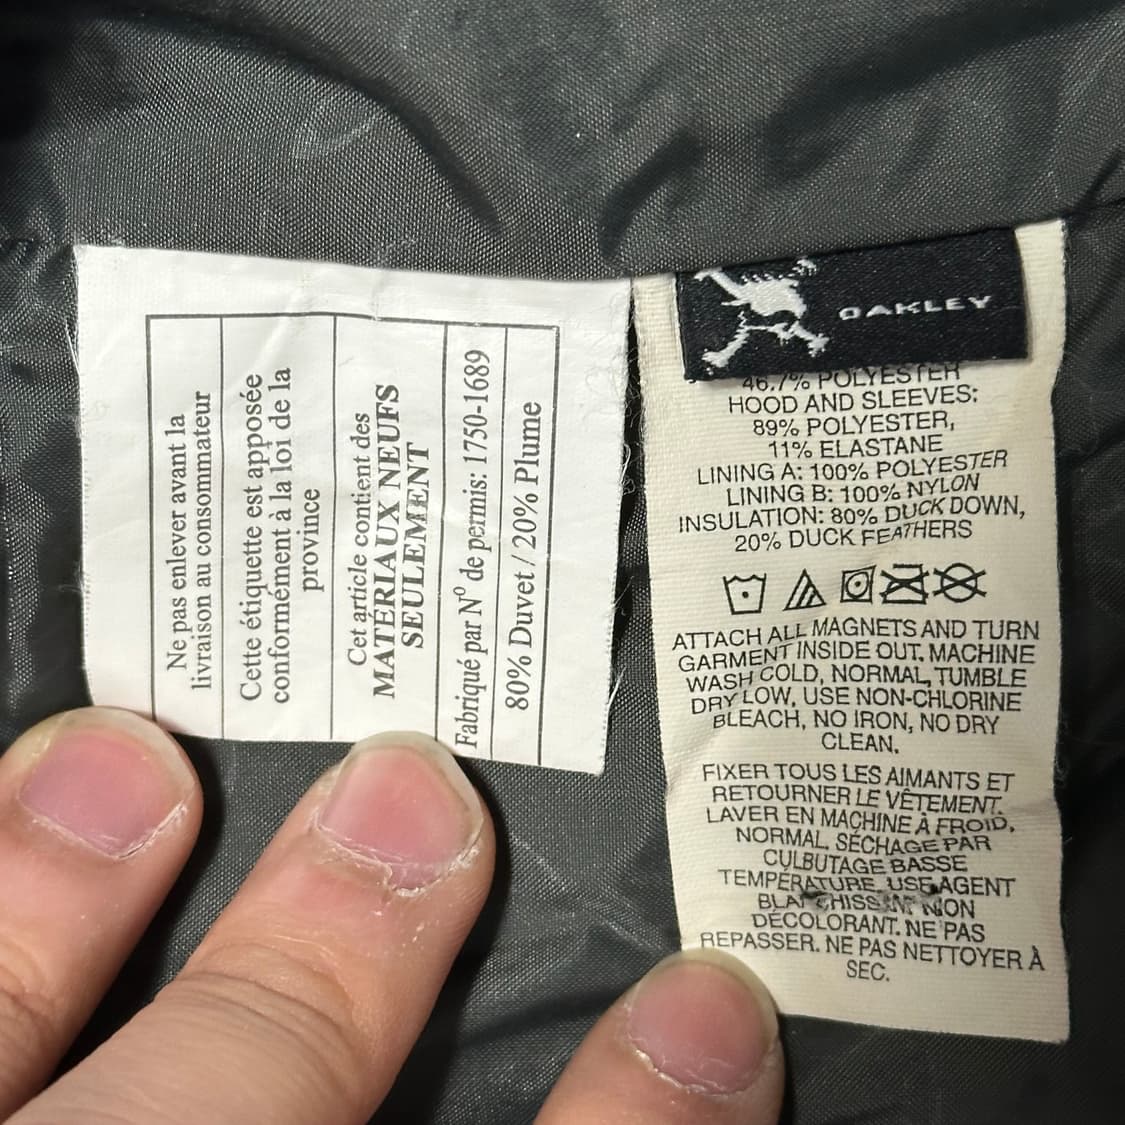 Ne pas enlever avant la
livraison au consommateur
Cette étiquette est apposée
conformément à la loi de la
province
Cet article contient des
MATÉRIAUX NEUFS
SEULEMENT
Fabriqué par Nº de permis: 1750-1689
80% Duvet / 20% Plume
OAKLEY
46.7% POLYESTER
HOOD AND SLEEVES:
89% POLYESTER,
11% ELASTANE
LINING A: 100% POLYESTER
LINING B: 100% NYLON
INSULATION: 80% DUCK DOWN,
20% DUCK FEATHERS
ATTACH ALL MAGNETS AND TURN
GARMENT INSIDE OUT. MACHINE
WASH COLD, NORMAL, TUMBLE
DRY LOW, USE NON-CHLORINE
BLEACH, NO IRON, NO DRY
CLEAN.
FIXER TOUS LES AIMANTS ET
RETOURNER LE VÊTEMENT.
LAVER EN MACHINE À FROID,
NORMAL, SÉCHAGE PAR
CULBUTAGE BASSE
TEMPÉRATURE, USE AGENT
NON
DÉCOLORANT. NE PAS
REPASSER. NE PAS NETTOYER À
SEC.